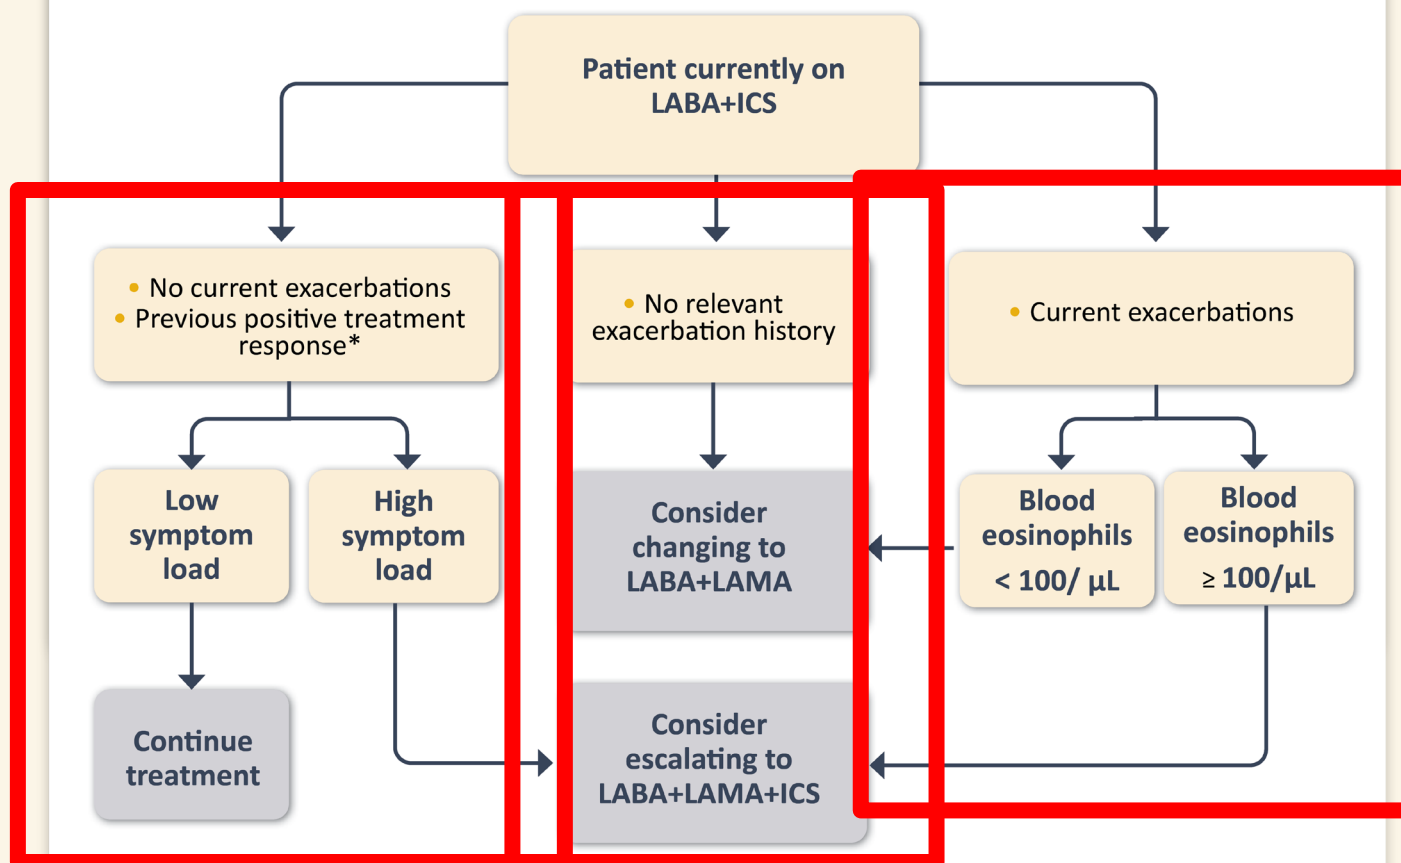 Patient currently on
LABA+ICS
• No current exacerbations
• Previous positive treatment
response*
• No relevant
exacerbation history
• Current exacerbations
Low
symptom
load
High
symptom
load
Consider
changing to
LABA+LAMA
Blood
eosinophils
< 100/ µL
Blood
eosinophils
≥ 100/µL
Continue
treatment
Consider
escalating to
LABA+LAMA+ICS